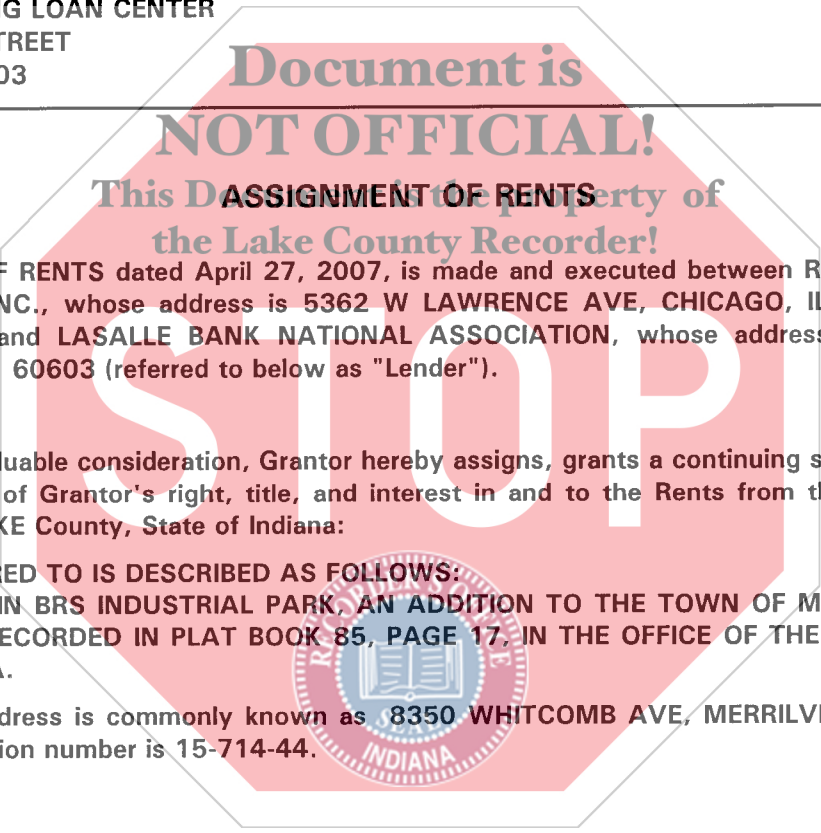 NG LOAN CENTER
STREET
03
Document is
NOT OFFICIAL!
ASSIGNMENT OF RENTS
This Document is the property of
the Lake County Recorder!
F RENTS dated April 27, 2007, is made and executed between R
NC., whose address is 5362 W LAWRENCE AVE, CHICAGO, IL
and LASALLE BANK NATIONAL ASSOCIATION, whose address
60603 (referred to below as "Lender").
STOP
luable consideration, Grantor hereby assigns, grants a continuing s
of Grantor's right, title, and interest in and to the Rents from th
KE County, State of Indiana:
RED TO IS DESCRIBED AS FOLLOWS:
IN BRS INDUSTRIAL PARK, AN ADDITION TO THE TOWN OF M
ECORDED IN PLAT BOOK 85, PAGE 17, IN THE OFFICE OF THE
A.
dress is commonly known as 8350 WHITCOMB AVE, MERRILVI
ion number is 15-714-44.
RECORDER'S OFFICE
SEAL
INDIANA